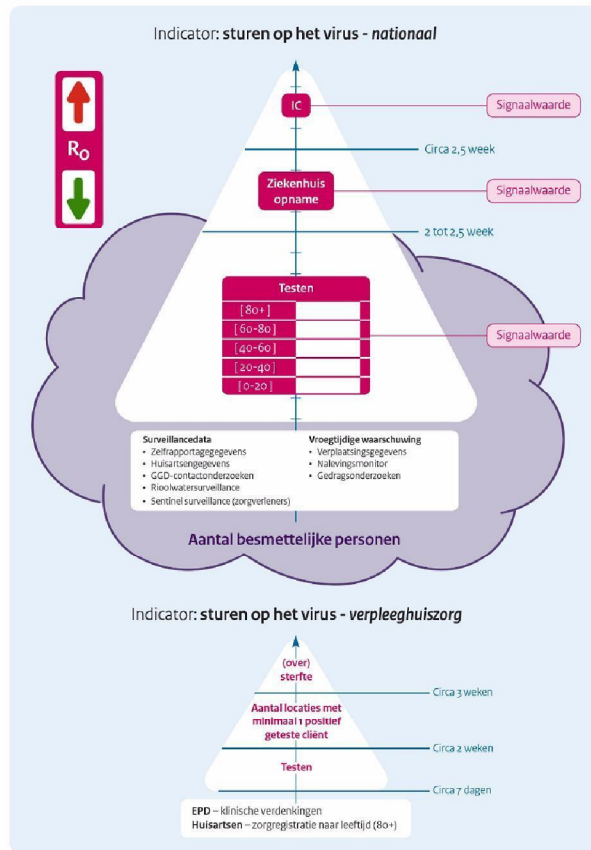 Indicator: sturen op het virus - nationaal
R0
IC
Signaalwaarde
Circa 2,5 week
Ziekenhuis
opname
Signaalwaarde
2 tot 2,5 week
Testen
[80+]
[60-80]
[40-60]
[20-40]
[0-20]
Signaalwaarde
Surveillancedata
• Zelfrapportagegegevens
• Huisartsengegevens
• GGD-contactonderzoeken
• Rioolwatersurveillance
• Sentinel surveillance (zorgverleners)
Vroegtijdige waarschuwing
• Verplaatsingsgegevens
• Nalevingsmonitor
• Gedragsonderzoeken
Aantal besmettelijke personen
Indicator: sturen op het virus - verpleeghuiszorg
(over)
sterfte
Circa 3 weken
Aantal locaties met
minimaal 1 positief
geteste cliënt
Circa 2 weken
Testen
Circa 7 dagen
EPD – klinische verdenkingen
Huisartsen – zorgregistratie naar leeftijd (80+)